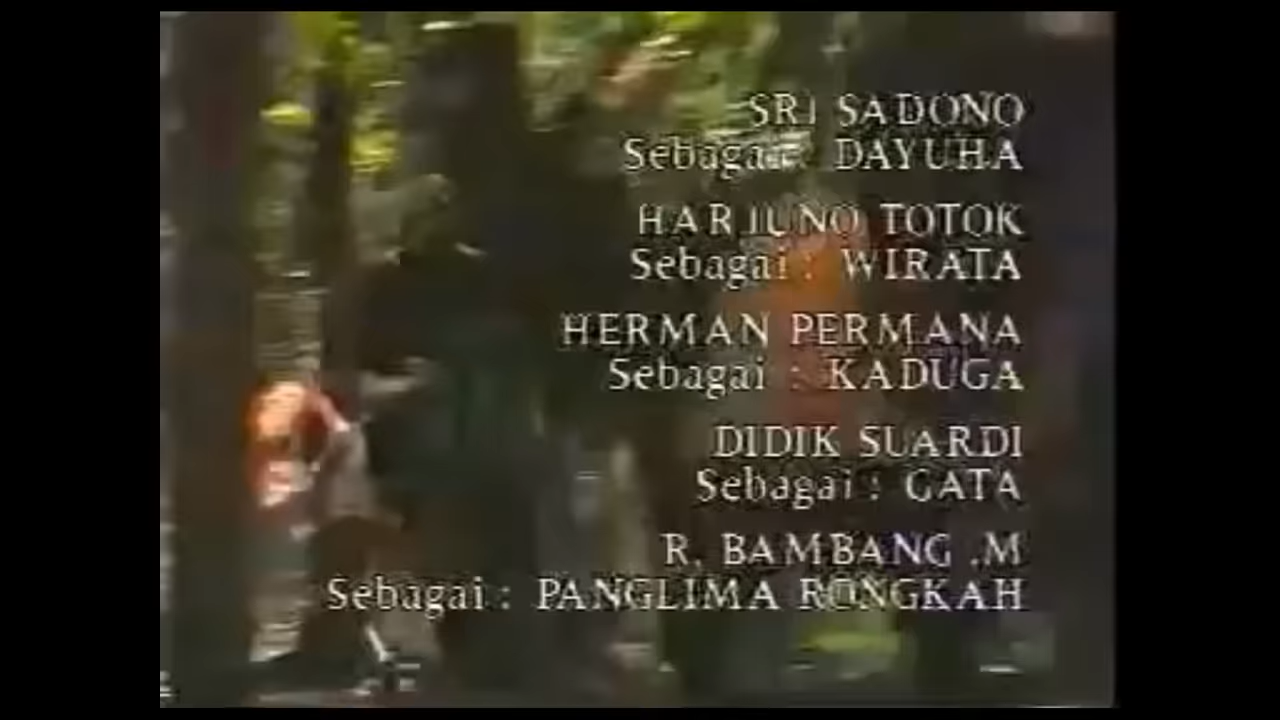 SRI SADONO
Sebagai : DAYUHA
HARJUNO TOTOK
Sebagai : WIRATA
HERMAN PERMANA
Sebagai : KADUGA
DIDIK SUARDI
Sebagai : GATA
R. BAMBANG .M
Sebagai : PANGLIMA RONGKAH